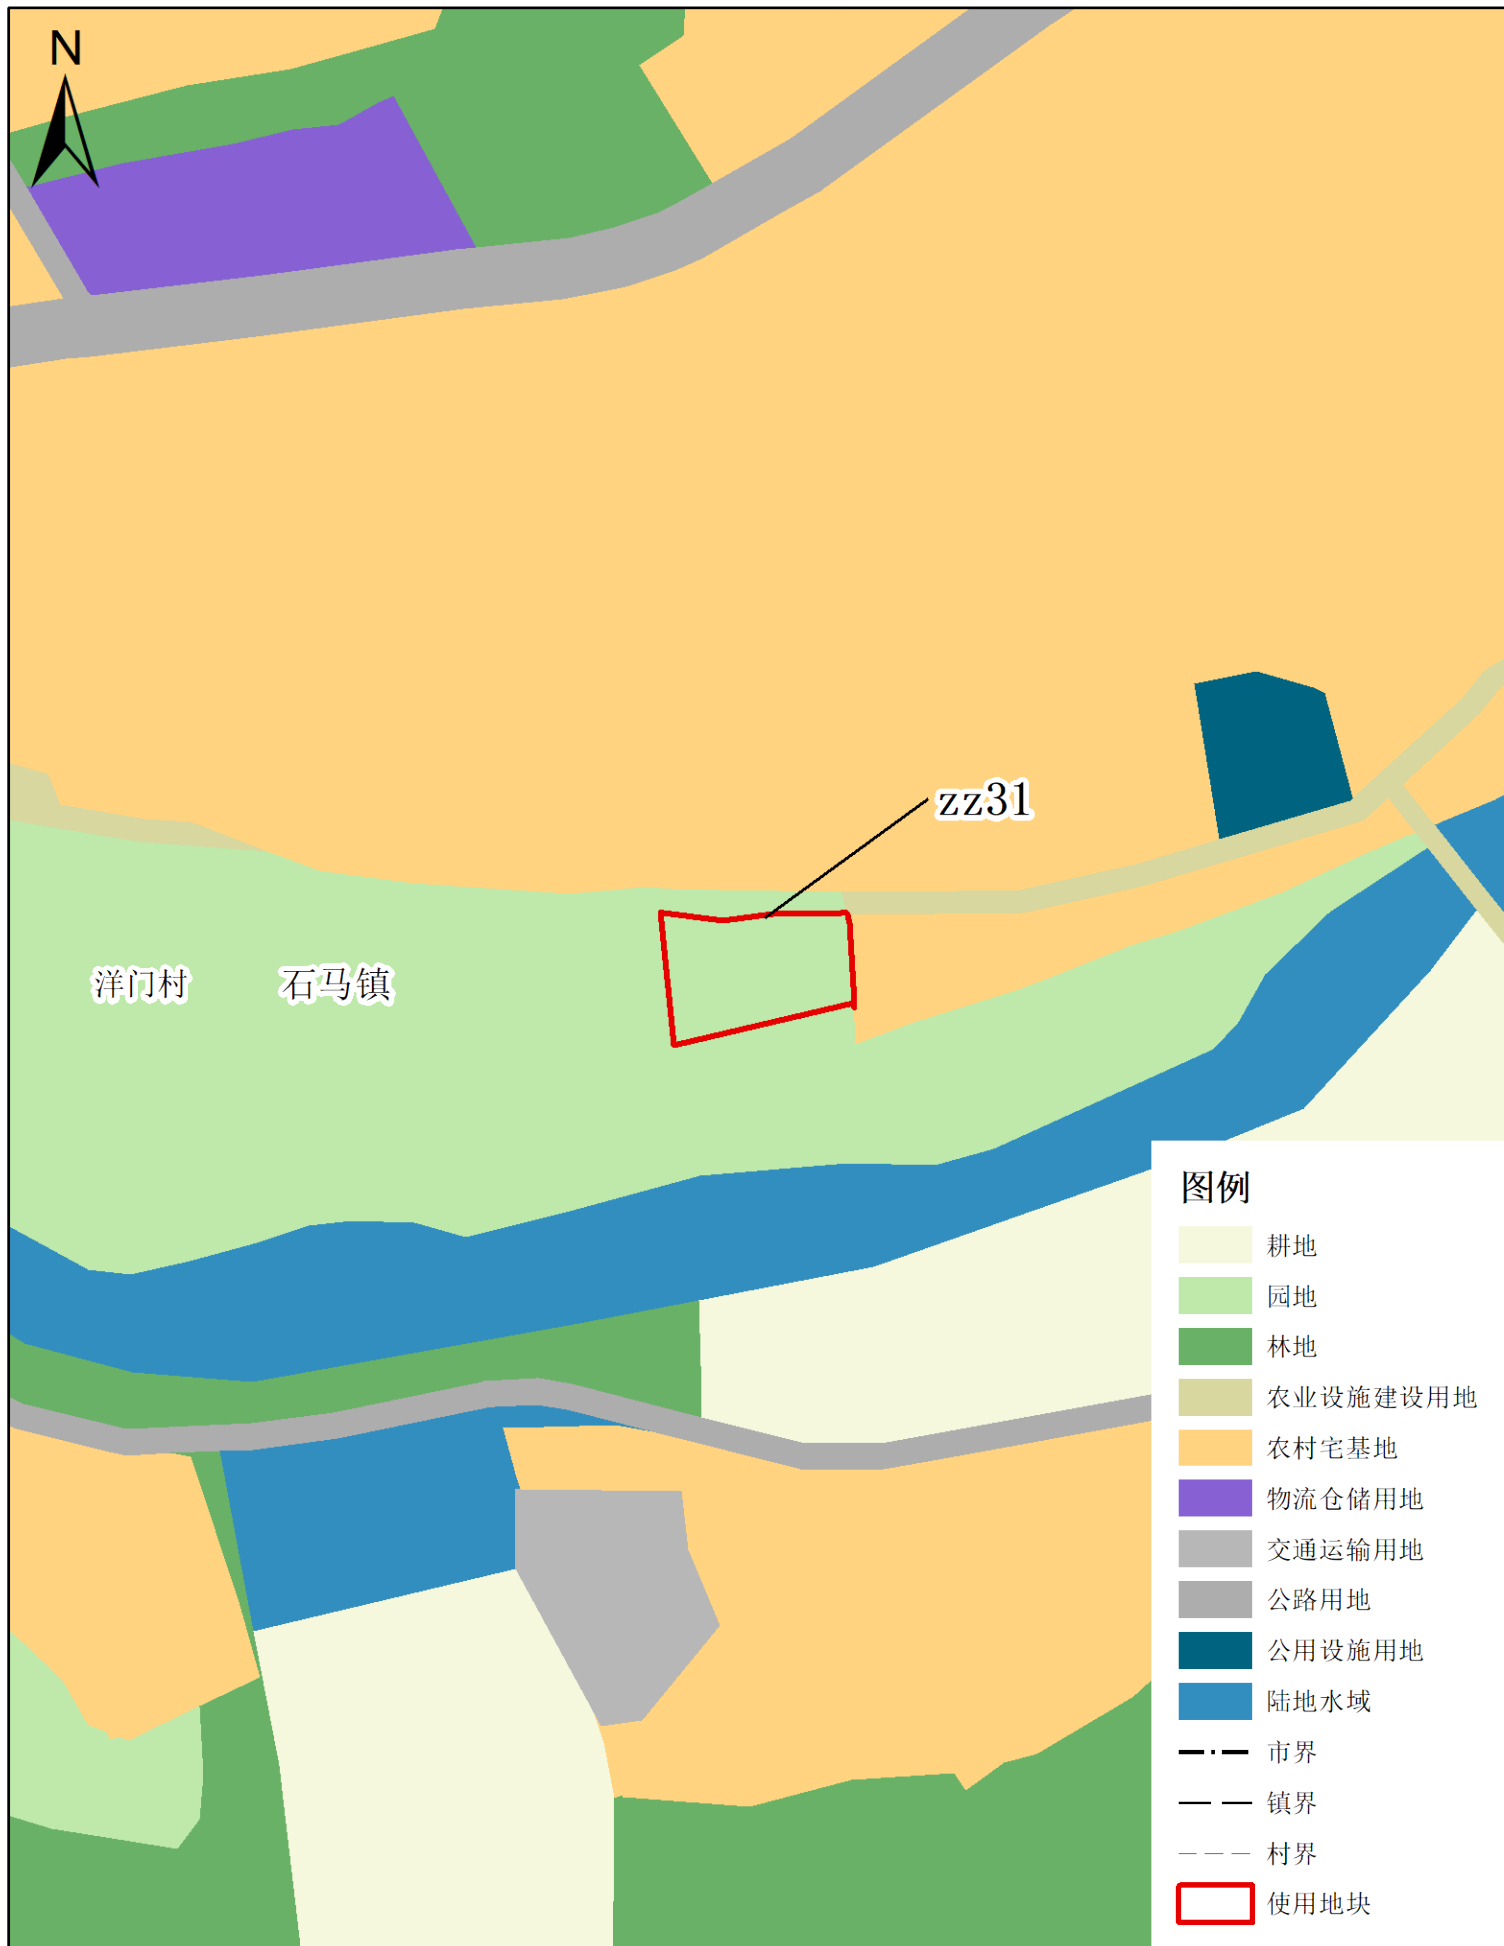 N
zz31
洋门村
石马镇
图例
耕地
园地
林地
农业设施建设用地
农村宅基地
物流仓储用地
交通运输用地
公路用地
公用设施用地
陆地水域
市界
镇界
村界
使用地块